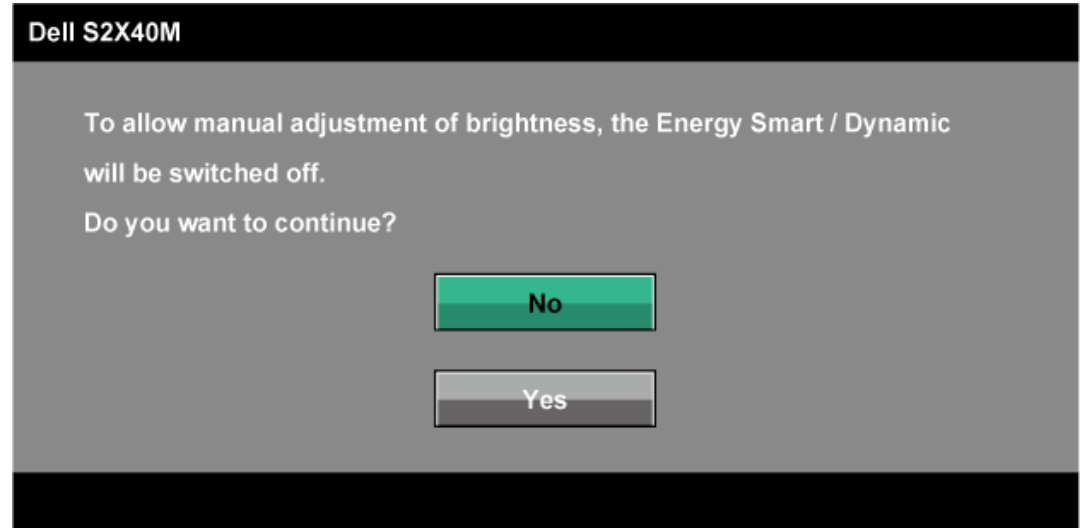 Dell S2X40M
To allow manual adjustment of brightness, the Energy Smart / Dynamic
will be switched off.
Do you want to continue?
No
Yes